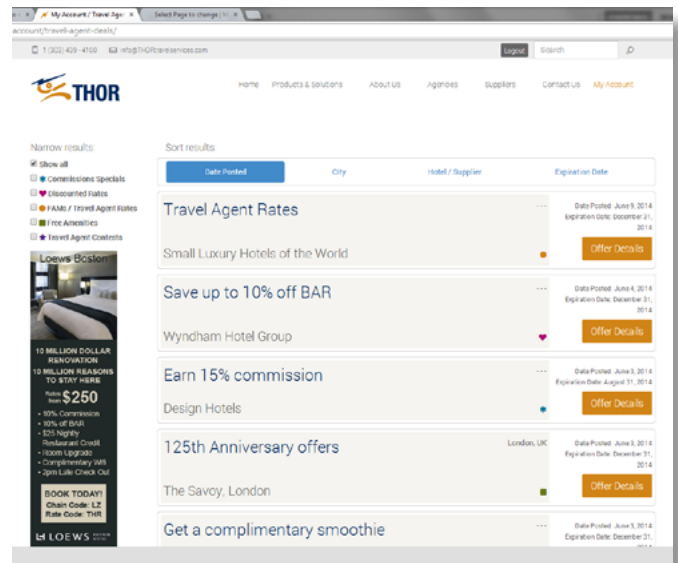 My Account / Travel Agen x
Select Page to change |
account/travel-agent-deals/
Logout
Search
THOR
Home Products & Solutions About Us Agencies Suppliers Contact Us My Account
Narrow results
Sort results
Show all
Commissions Specials
Discounted Rates
FAMs / Travel Agent Rates
Free Amenities
Travel Agent Contests
Date Posted City Hotel / Supplier Expiration Date
Travel Agent Rates
Small Luxury Hotels of the World
---
Date Posted: June 9, 2014
Expiration Date: December 31,
2014
Offer Details
Save up to 10% off BAR
Wyndham Hotel Group
---
Date Posted: June 4, 2014
Expiration Date: December 31,
2014
Offer Details
Earn 15% commission
Design Hotels
---
Date Posted: June 3, 2014
Expiration Date: August 31, 2014
Offer Details
125th Anniversary offers
The Savoy, London
London, UK
Date Posted: June 3, 2014
Expiration Date: December 31,
2014
Offer Details
Get a complimentary smoothie
---
Date Posted: June 3, 2014
Expiration Date: December 31,
Loews Boston
10 MILLION DOLLAR
RENOVATION
10 MILLION REASONS
TO STAY HERE
Rates
from $250
• 10% Commission
• 10% off BAR
• $25 Nightly
Restaurant Credit
• Room Upgrade
• Complimentary Wifi
• 2pm Late Check Out
BOOK TODAY!
Chain Code: LZ
Rate Code: THR
LOEWS